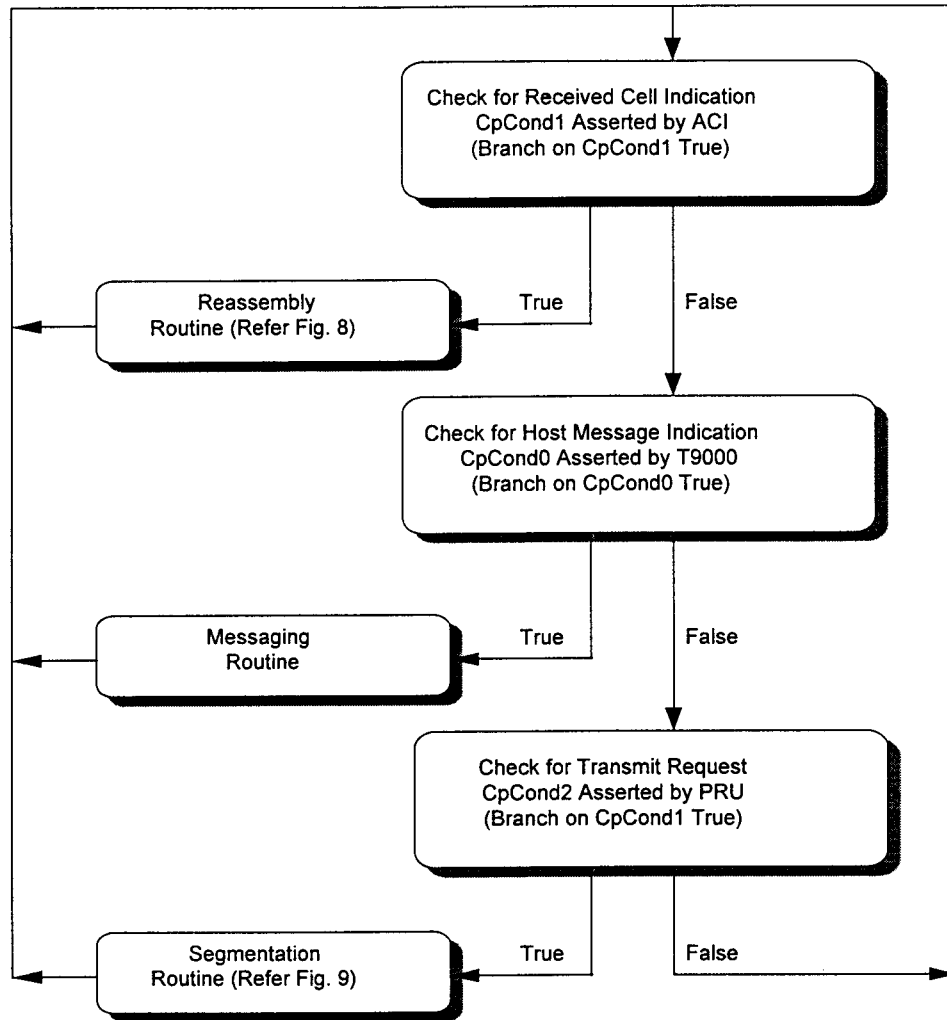 Check for Received Cell Indication
CpCond1 Asserted by ACI
(Branch on CpCond1 True)
True
False
Reassembly
Routine (Refer Fig. 8)
Check for Host Message Indication
CpCond0 Asserted by T9000
(Branch on CpCond0 True)
True
False
Messaging
Routine
Check for Transmit Request
CpCond2 Asserted by PRU
(Branch on CpCond1 True)
True
False
Segmentation
Routine (Refer Fig. 9)